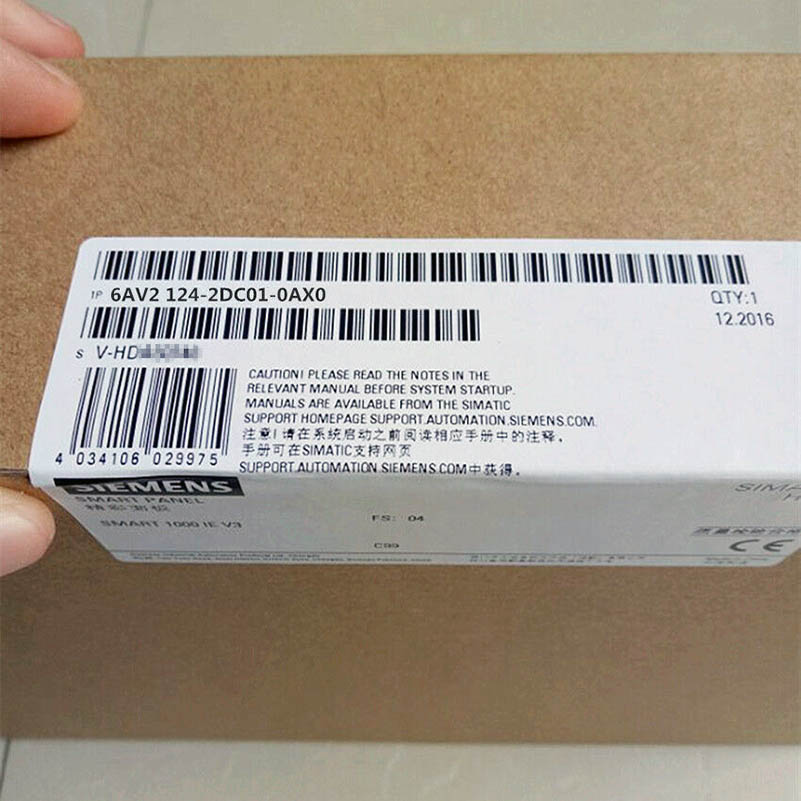 1P 6AV2 124-2DC01-0AX0
QTY:1
12.2016
S V-HD
CAUTION! PLEASE READ THE NOTES IN THE
RELEVANT MANUAL BEFORE SYSTEM STARTUP.
MANUALS ARE AVAILABLE FROM THE SIMATIC
SUPPORT HOMEPAGE SUPPORT.AUTOMATION.SIEMENS.COM.
注意!请在系统启动之前阅读相应手册中的注释。
手册可在SIMATIC支持网页
SUPPORT.AUTOMATION.SIEMENS.COM中获得。
4 034106 029975
SIEMENS
SMART PANEL
精彩面板
SMART 1000 IE V3
FS: 04
C99
CE